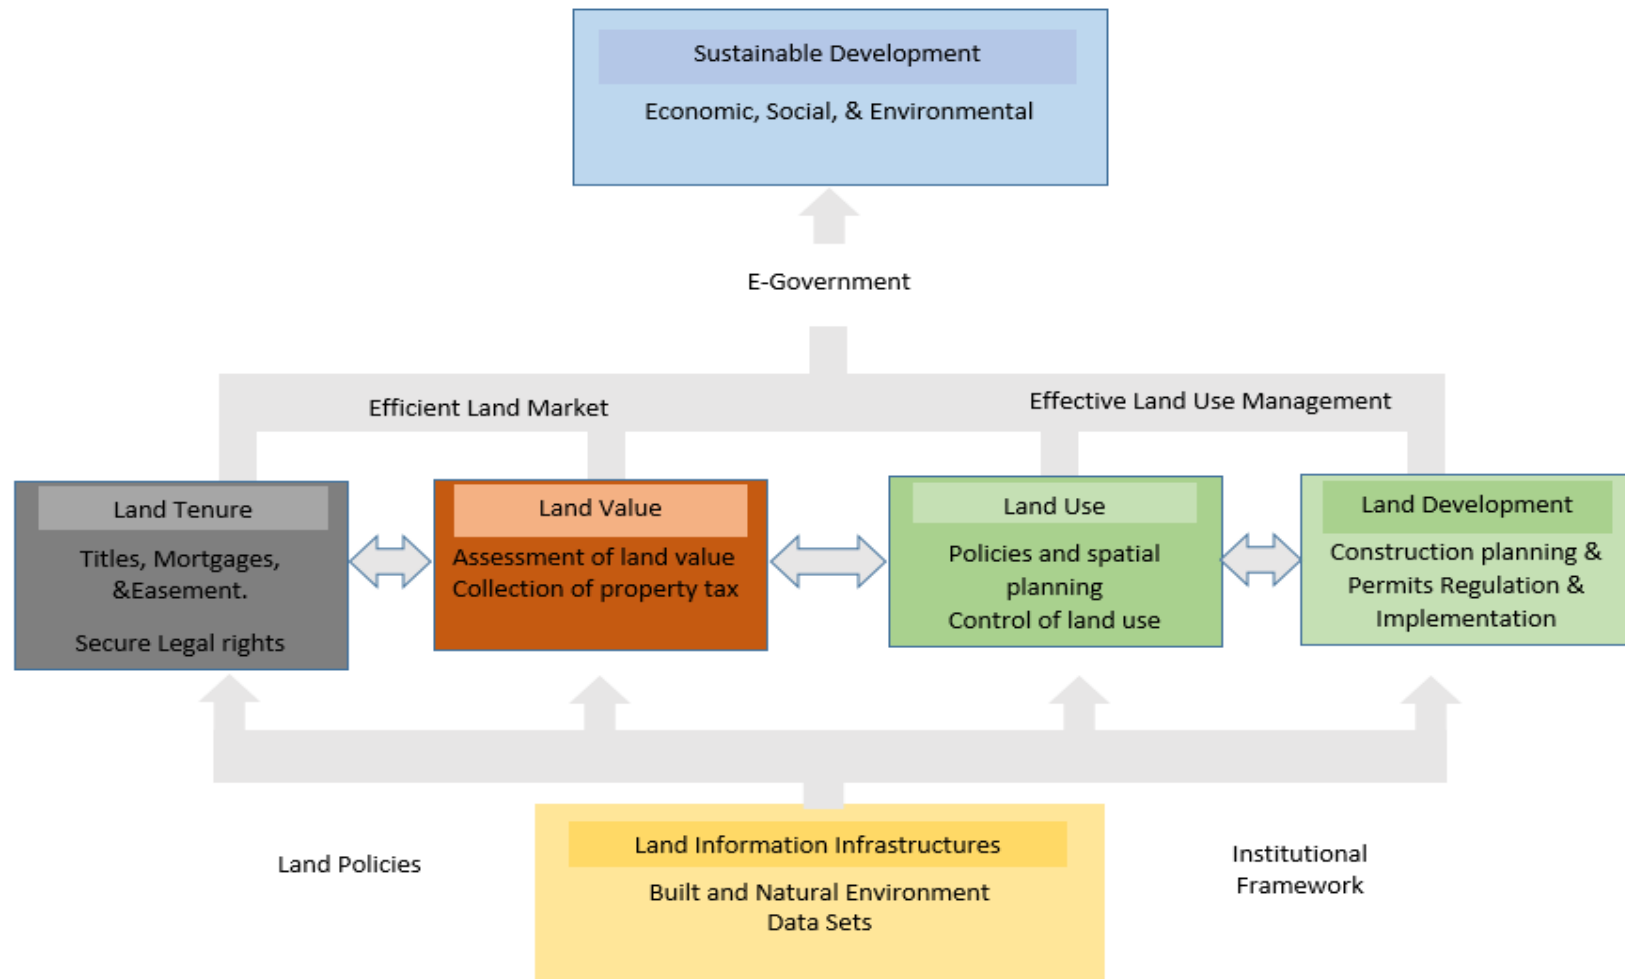 Sustainable Development
Economic, Social, & Environmental
E-Government
Efficient Land Market
Effective Land Use Management
Land Tenure
Titles, Mortgages,
&Easement.
Secure Legal rights
Land Value
Assessment of land value
Collection of property tax
Land Use
Policies and spatial
planning
Control of land use
Land Development
Construction planning &
Permits Regulation &
Implementation
Land Policies
Land Information Infrastructures
Built and Natural Environment
Data Sets
Institutional
Framework